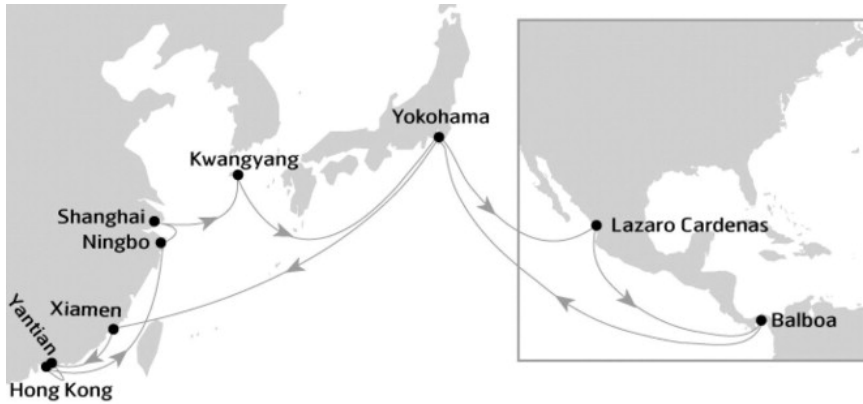 Yokohama
Kwangyang
Shanghai
Ningbo
Lazaro Cardenas
Xiamen
Yantian
Balboa
Hong Kong